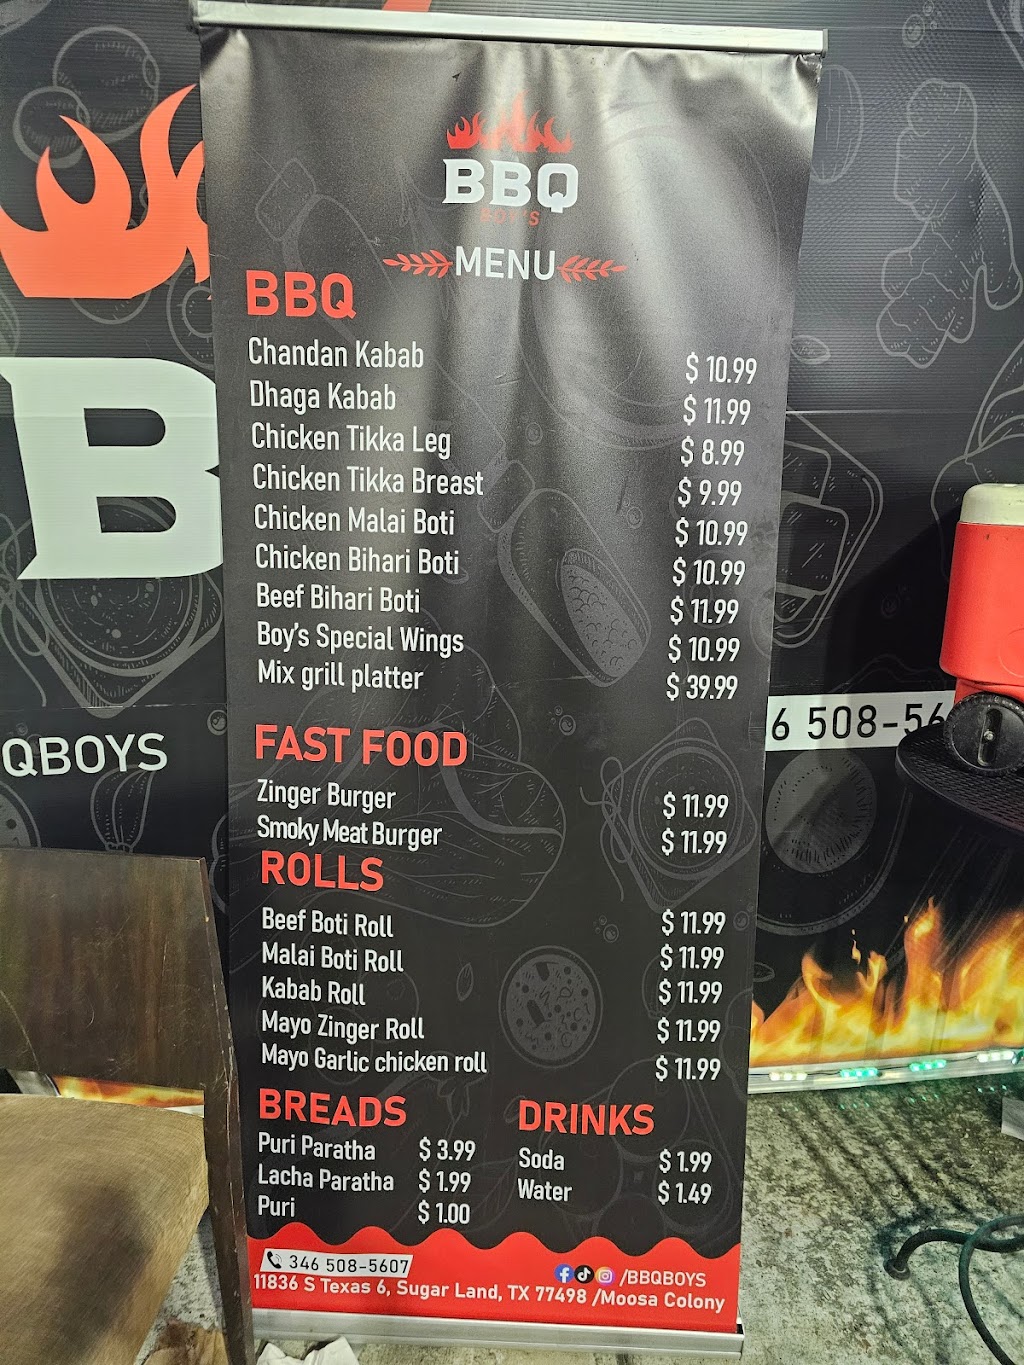 BBQ
BOY'S
MENU
BBQ
Chandan Kabab $ 10.99
Dhaga Kabab $ 11.99
Chicken Tikka Leg $ 8.99
Chicken Tikka Breast $ 9.99
Chicken Malai Boti $ 10.99
Chicken Bihari Boti $ 10.99
Beef Bihari Boti $ 11.99
Boy's Special Wings $ 10.99
Mix grill platter $ 39.99
FAST FOOD
Zinger Burger $ 11.99
Smoky Meat Burger $ 11.99
ROLLS
Beef Boti Roll $ 11.99
Malai Boti Roll $ 11.99
Kabab Roll $ 11.99
Mayo Zinger Roll $ 11.99
Mayo Garlic chicken roll $ 11.99
BREADS
Puri Paratha $ 3.99
Lacha Paratha $ 1.99
Puri $ 1.00
DRINKS
Soda $ 1.99
Water $ 1.49
346 508-5607
/BBQBOYS
11836 S Texas 6, Sugar Land, TX 77498 /Moosa Colony
B
QBOYS
6 508-56